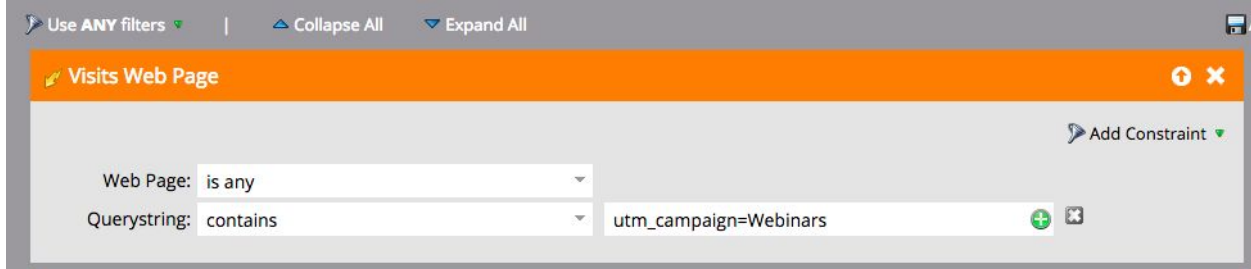 Use ANY filters | Collapse All Expand All
Visits Web Page
Add Constraint
Web Page: is any
Querystring: contains utm_campaign=Webinars